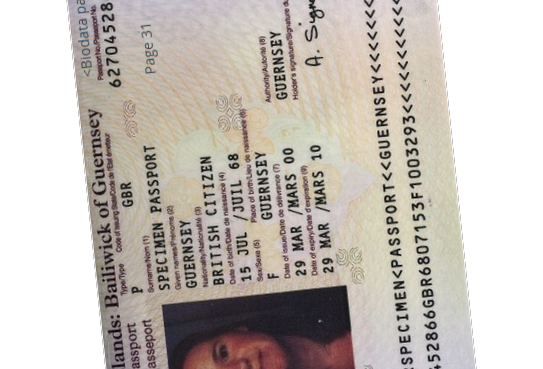 <Biodata pa
lands: Bailiwick of Guernsey
assport
asseport
Type/Type
Code of issuing State/Code de l'État émetteur
Passport No./Passeport No.
P
GBR
62704528
Surname/Nom (1)
Page 31
SPECIMEN PASSPORT
Given names/Prénoms (2)
GUERNSEY
Nationality/Nationalité (3)
BRITISH CITIZEN
Date of birth/Date de naissance (4)
15 JUL /JUIL 68
Sex/Sexe (5)
Place of birth/Lieu de naissance (6)
F
GUERNSEY
Date of issue/Date de délivrance (7)
Authority/Autorité (8)
29 MAR /MARS 00
GUERNSEY
Date of expiry/Date d'expiration (9)
Holder's signature/Signature du
29 MAR /MARS 10
A. Sign
SPECIMEN<PASSPORT<<GUERNSEY<<<<<<
452866GBR6807153F1003293<<<<<<